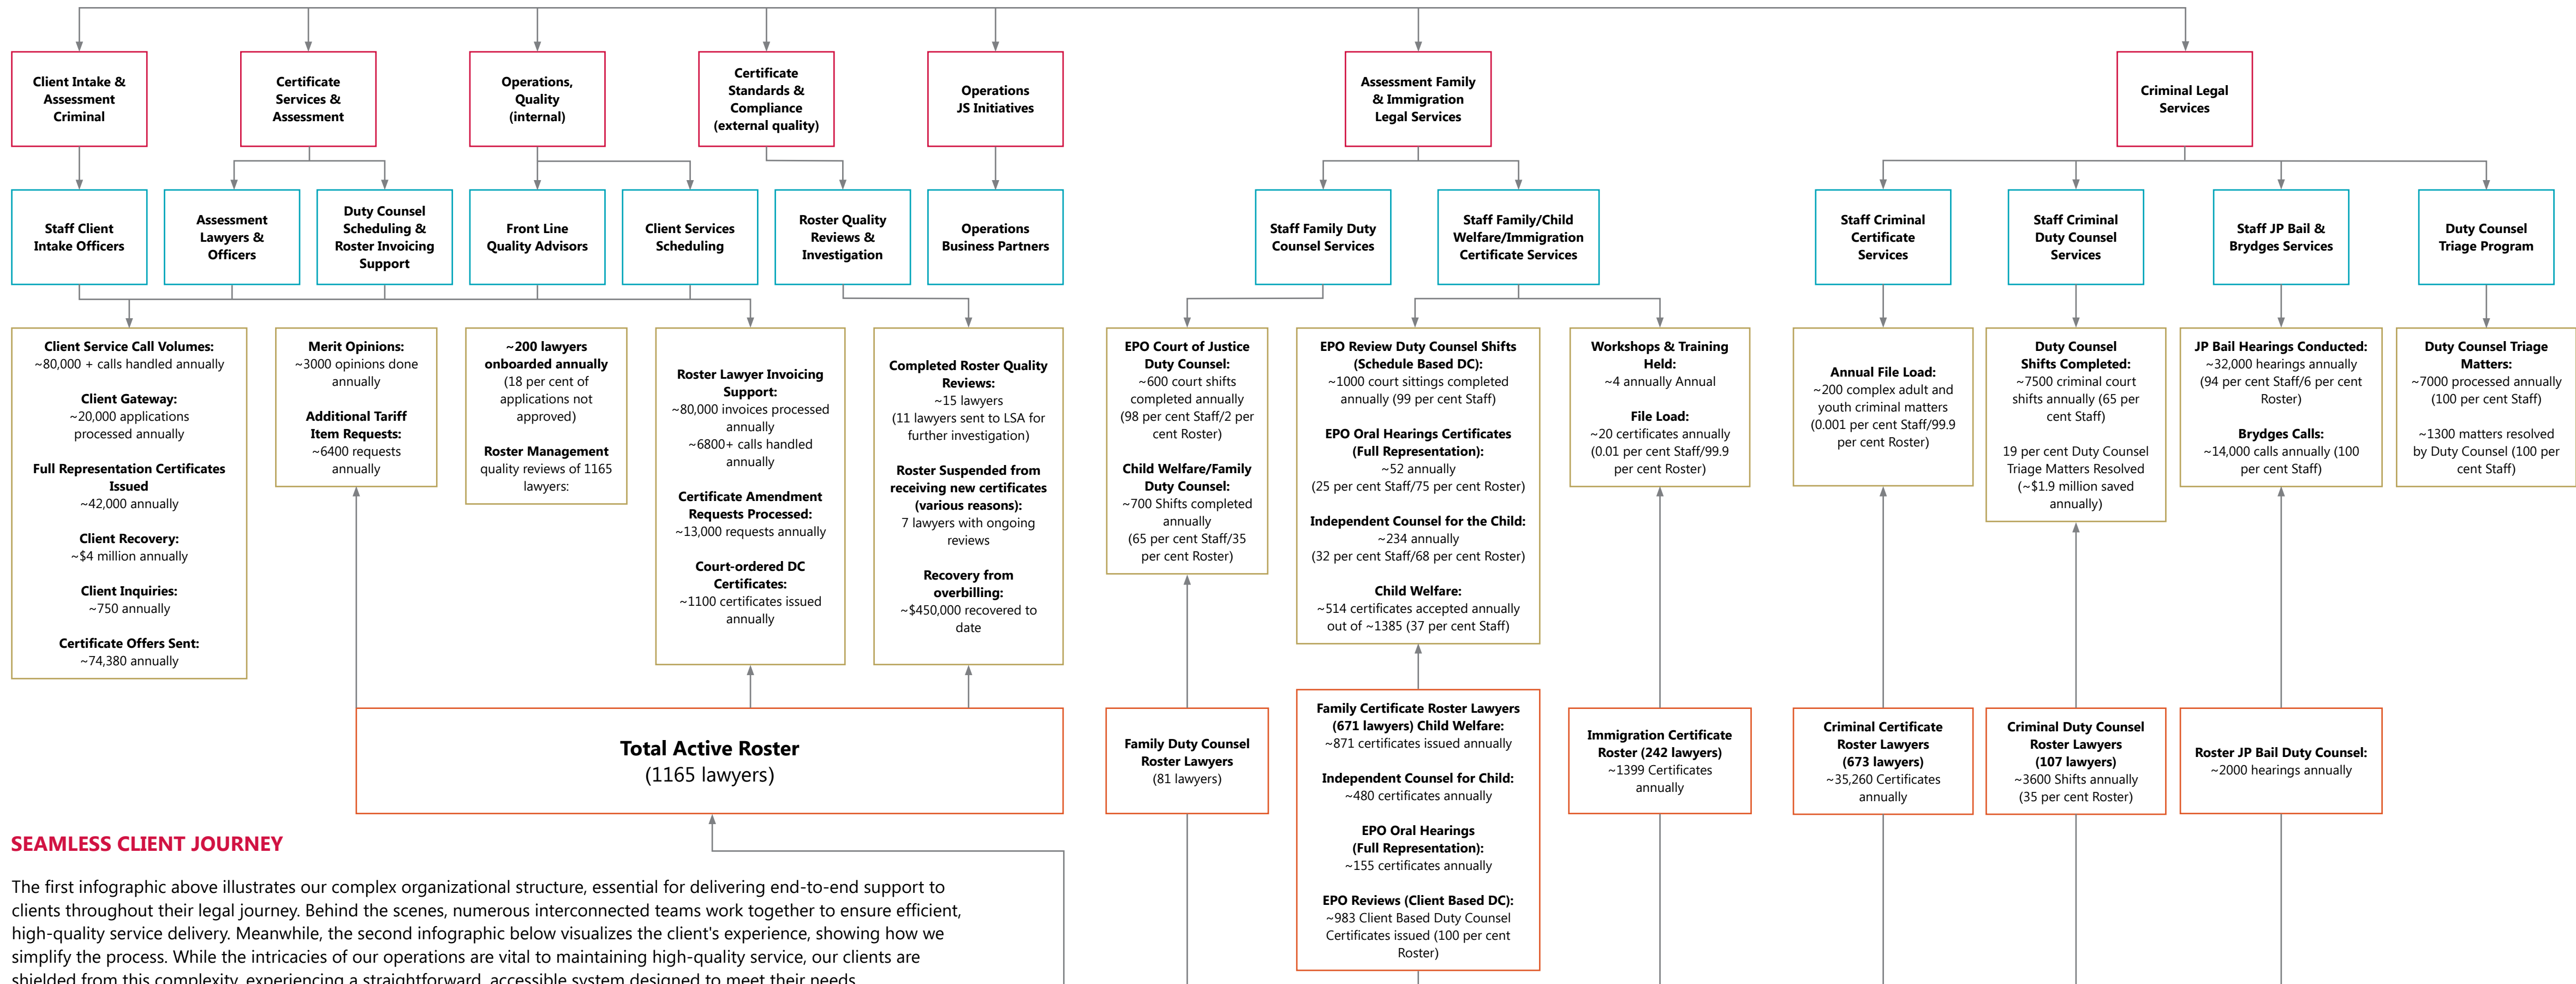 Client Intake &
Assessment
Criminal
Certificate
Services &
Assessment
Operations,
Quality
(internal)
Certificate
Standards &
Compliance
(external quality)
Operations
JS Initiatives
Assessment Family
& Immigration
Legal Services
Criminal Legal
Services
Staff Client
Intake Officers
Assessment
Lawyers &
Officers
Duty Counsel
Scheduling &
Roster Invoicing
Support
Front Line
Quality Advisors
Client Services
Scheduling
Roster Quality
Reviews &
Investigation
Operations
Business Partners
Staff Family Duty
Counsel Services
Staff Family/Child
Welfare/Immigration
Certificate Services
Staff Criminal
Certificate
Services
Staff Criminal
Duty Counsel
Services
Staff JP Bail &
Brydges Services
Duty Counsel
Triage Program
Client Service Call Volumes:
~80,000 + calls handled annually
Client Gateway:
~20,000 applications
processed annually
Full Representation Certificates
Issued
~42,000 annually
Client Recovery:
~$4 million annually
Client Inquiries:
~750 annually
Certificate Offers Sent:
~74,380 annually
Merit Opinions:
~3000 opinions done
annually
Additional Tariff
Item Requests:
~6400 requests
annually
~200 lawyers
onboarded annually
(18 per cent of
applications not
approved)
Roster Management
quality reviews of 1165
lawyers:
Roster Lawyer Invoicing
Support:
~80,000 invoices processed
annually
~6800+ calls handled
annually
Certificate Amendment
Requests Processed:
~13,000 requests annually
Court-ordered DC
Certificates:
~1100 certificates issued
annually
Completed Roster Quality
Reviews:
~15 lawyers
(11 lawyers sent to LSA for
further investigation)
Roster Suspended from
receiving new certificates
(various reasons):
7 lawyers with ongoing
reviews
Recovery from
overbilling:
~$450,000 recovered to
date
EPO Court of Justice
Duty Counsel:
~600 court shifts
completed annually
(98 per cent Staff/2 per
cent Roster)
Child Welfare/Family
Duty Counsel:
~700 Shifts completed
annually
(65 per cent Staff/35
per cent Roster)
EPO Review Duty Counsel Shifts
(Schedule Based DC):
~1000 court sittings completed
annually (99 per cent Staff)
EPO Oral Hearings Certificates
(Full Representation):
~52 annually
(25 per cent Staff/75 per cent Roster)
Independent Counsel for the Child:
~234 annually
(32 per cent Staff/68 per cent Roster)
Child Welfare:
~514 certificates accepted annually
out of ~1385 (37 per cent Staff)
Workshops & Training
Held:
~4 annually Annual
File Load:
~20 certificates annually
(0.01 per cent Staff/99.9
per cent Roster)
Annual File Load:
~200 complex adult and
youth criminal matters
(0.001 per cent Staff/99.9
per cent Roster)
Duty Counsel
Shifts Completed:
~7500 criminal court
shifts annually (65 per
cent Staff)
19 per cent Duty Counsel
Triage Matters Resolved
(~$1.9 million saved
annually)
JP Bail Hearings Conducted:
~32,000 hearings annually
(94 per cent Staff/6 per cent
Roster)
Brydges Calls:
~14,000 calls annually (100
per cent Staff)
Duty Counsel Triage
Matters:
~7000 processed annually
(100 per cent Staff)
~1300 matters resolved
by Duty Counsel (100 per
cent Staff)
Total Active Roster
(1165 lawyers)
Family Duty Counsel
Roster Lawyers
(81 lawyers)
Family Certificate Roster Lawyers
(671 lawyers) Child Welfare:
~871 certificates issued annually
Independent Counsel for Child:
~480 certificates annually
EPO Oral Hearings
(Full Representation):
~155 certificates annually
EPO Reviews (Client Based DC):
~983 Client Based Duty Counsel
Certificates issued (100 per cent
Roster)
Immigration Certificate
Roster (242 lawyers)
~1399 Certificates
annually
Criminal Certificate
Roster Lawyers
(673 lawyers)
~35,260 Certificates
annually
Criminal Duty Counsel
Roster Lawyers
(107 lawyers)
~3600 Shifts annually
(35 per cent Roster)
Roster JP Bail Duty Counsel:
~2000 hearings annually
SEAMLESS CLIENT JOURNEY
The first infographic above illustrates our complex organizational structure, essential for delivering end-to-end support to
clients throughout their legal journey. Behind the scenes, numerous interconnected teams work together to ensure efficient,
high-quality service delivery. Meanwhile, the second infographic below visualizes the client's experience, showing how we
simplify the process. While the intricacies of our operations are vital to maintaining high-quality service, our clients are
shielded from this complexity, experiencing a straightforward, accessible system designed to meet their needs.